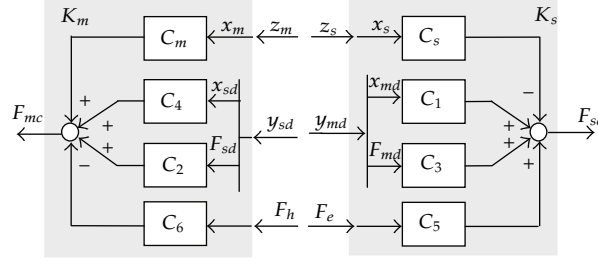 K_m K_s
C_m x_m z_m z_s x_s C_s
F_mc + C_4 x_sd y_sd y_md x_md C_1 − F_sc
+ +
+ C_2 F_sd F_md C_3 +
− +
C_6 F_h F_e C_5